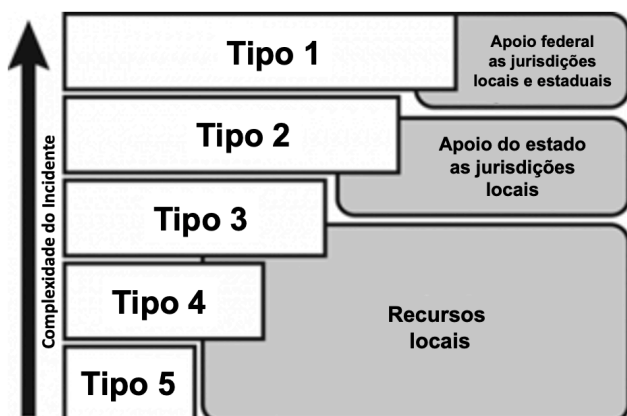 Tipo 1
Apoio federal
as jurisdições
locais e estaduais
Tipo 2
Apoio do estado
as jurisdições
locais
Tipo 3
Tipo 4
Recursos
locais
Tipo 5
Complexidade do Incidente